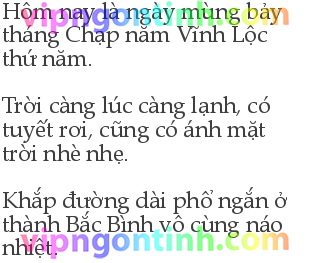 Hôm nay là ngày mùng bảy
vipngontinh.com
tháng Chạp năm Vĩnh Lộc
thứ năm.
Trời càng lúc càng lạnh, có
tuyết rơi, cũng có ánh mặt
trời nhè nhẹ.
Khắp đường dài phố ngắn ở
thành Bắc Bình vô cùng náo
vipngontinh.com
nhiệt.